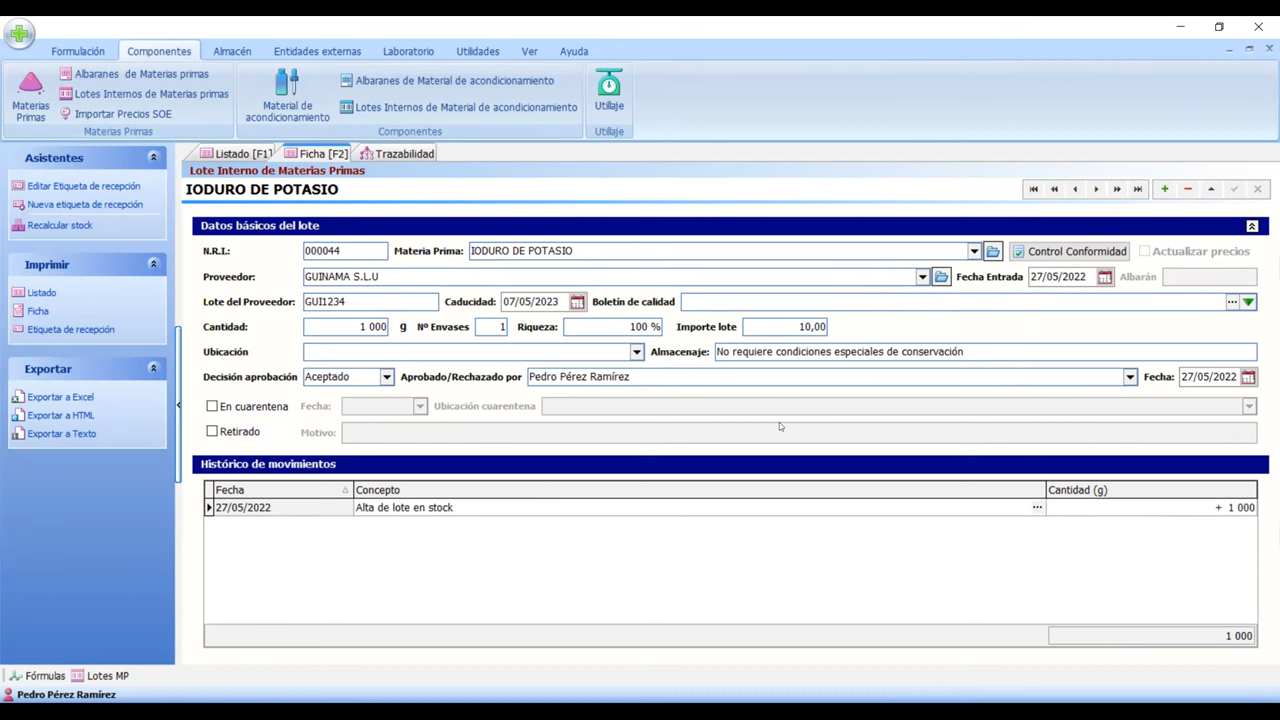 Formulación Componentes Almacén Entidades externas Laboratorio Utilidades Ver Ayuda
Materias Primas
Albaranes de Materias primas
Lotes Internos de Materias primas
Importar Precios SOE
Materias Primas
Material de acondicionamiento
Albaranes de Material de acondicionamiento
Lotes Internos de Material de acondicionamiento
Componentes
Utilaje
Utilaje
Asistentes
Editar Etiqueta de recepción
Nueva etiqueta de recepción
Recalcular stock
Imprimir
Listado
Ficha
Etiqueta de recepción
Exportar
Exportar a Excel
Exportar a HTML
Exportar a Texto
Listado [F1] Ficha [F2] Trazabilidad
Lote Interno de Materias Primas
IODURO DE POTASIO
Datos básicos del lote
N.R.I.: 000044 Materia Prima: IODURO DE POTASIO Control Conformidad Actualizar precios
Proveedor: GUINAMA S.L.U Fecha Entrada 27/05/2022 Albarán
Lote del Proveedor: GUI1234 Caducidad: 07/05/2023 Boletín de calidad
Cantidad: 1 000 g Nº Envases 1 Riqueza: 100 % Importe lote 10,00
Ubicación Almacenaje: No requiere condiciones especiales de conservación
Decisión aprobación Aceptado Aprobado/Rechazado por Pedro Pérez Ramírez Fecha: 27/05/2022
En cuarentena Fecha: Ubicación cuarentena
Retirado Motivo:
Histórico de movimientos
Fecha Concepto Cantidad (g)
27/05/2022 Alta de lote en stock ... + 1 000
1 000
Fórmulas Lotes MP
Pedro Pérez Ramírez